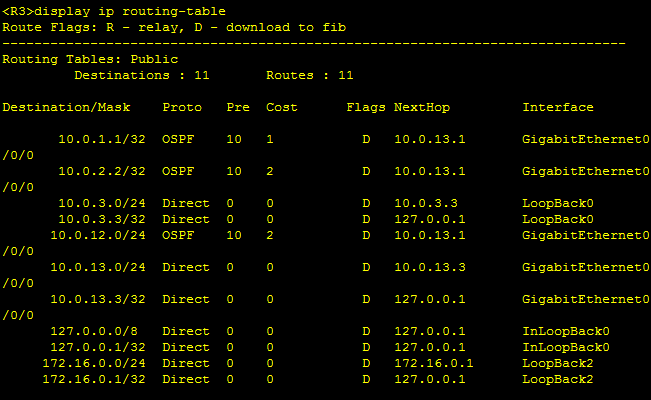 <R3>display ip routing-table
Route Flags: R - relay, D - download to fib
------------------------------------------------------------------------------
Routing Tables: Public
         Destinations : 11       Routes : 11

Destination/Mask    Proto   Pre  Cost      Flags NextHop         Interface

       10.0.1.1/32  OSPF    10   1           D   10.0.13.1       GigabitEthernet0
/0/0
       10.0.2.2/32  OSPF    10   2           D   10.0.13.1       GigabitEthernet0
/0/0
       10.0.3.0/24  Direct  0    0           D   10.0.3.3        LoopBack0
       10.0.3.3/32  Direct  0    0           D   127.0.0.1       LoopBack0
      10.0.12.0/24  OSPF    10   2           D   10.0.13.1       GigabitEthernet0
/0/0
      10.0.13.0/24  Direct  0    0           D   10.0.13.3       GigabitEthernet0
/0/0
      10.0.13.3/32  Direct  0    0           D   127.0.0.1       GigabitEthernet0
/0/0
      127.0.0.0/8   Direct  0    0           D   127.0.0.1       InLoopBack0
      127.0.0.1/32  Direct  0    0           D   127.0.0.1       InLoopBack0
     172.16.0.0/24  Direct  0    0           D   172.16.0.1      LoopBack2
     172.16.0.1/32  Direct  0    0           D   127.0.0.1       LoopBack2